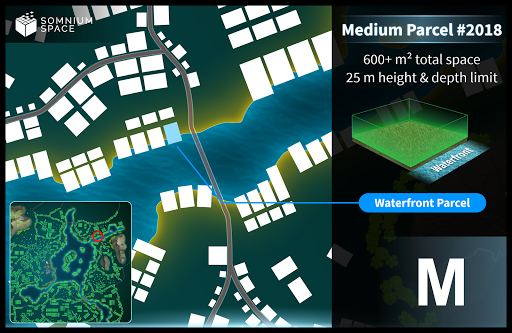 SOMNIUM
SPACE
Medium Parcel #2018
600+ m² total space
25 m height & depth limit
Waterfront
Waterfront Parcel
M